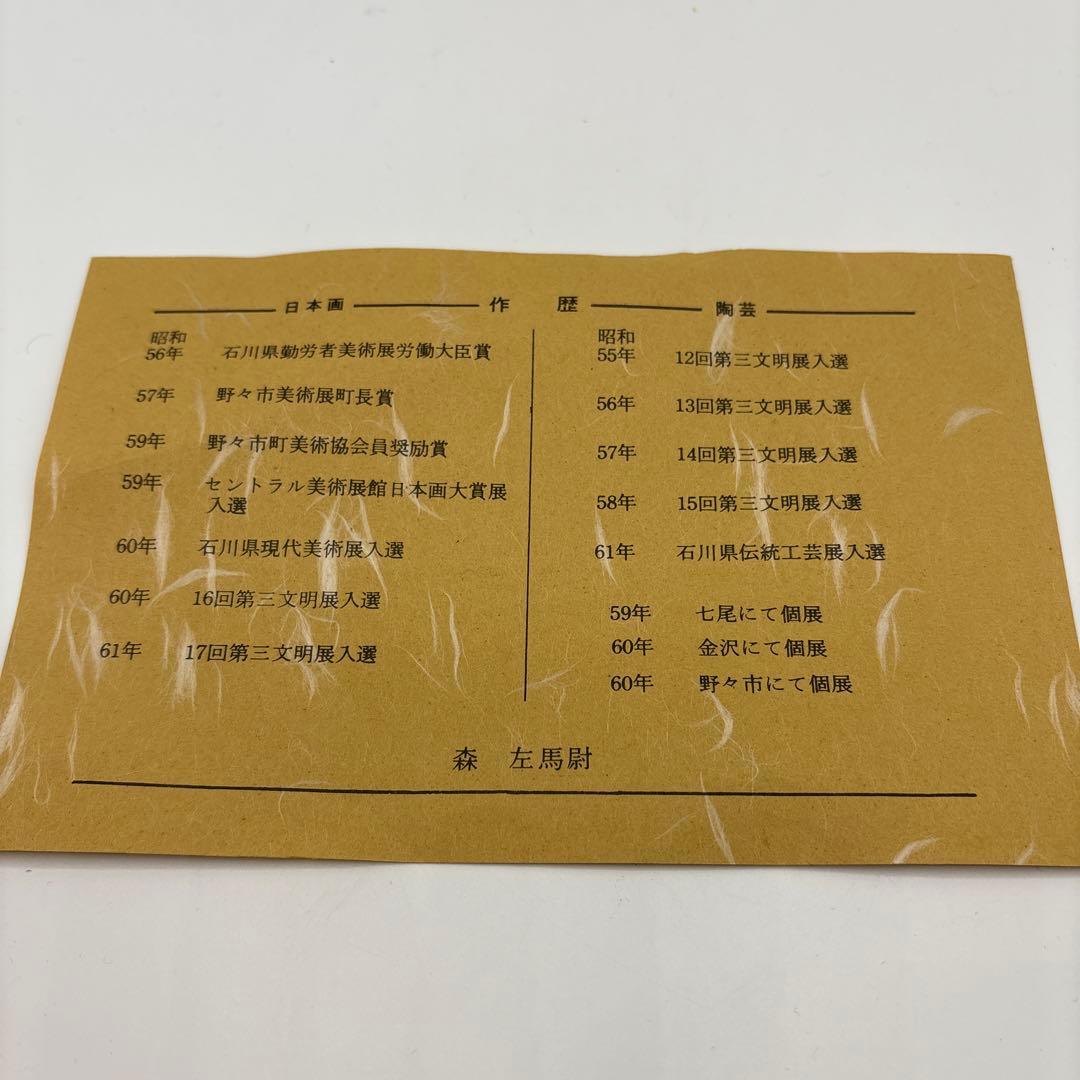 日本画 作 歴 陶芸
昭和
56年 石川県勤労者美術展労働大臣賞
57年 野々市美術展町長賞
59年 野々市町美術協会員奨励賞
59年 セントラル美術展館日本画大賞展
入選
60年 石川県現代美術展入選
60年 16回第三文明展入選
61年 17回第三文明展入選
昭和
55年 12回第三文明展入選
56年 13回第三文明展入選
57年 14回第三文明展入選
58年 15回第三文明展入選
61年 石川県伝統工芸展入選
59年 七尾にて個展
60年 金沢にて個展
60年 野々市にて個展
森 左馬尉